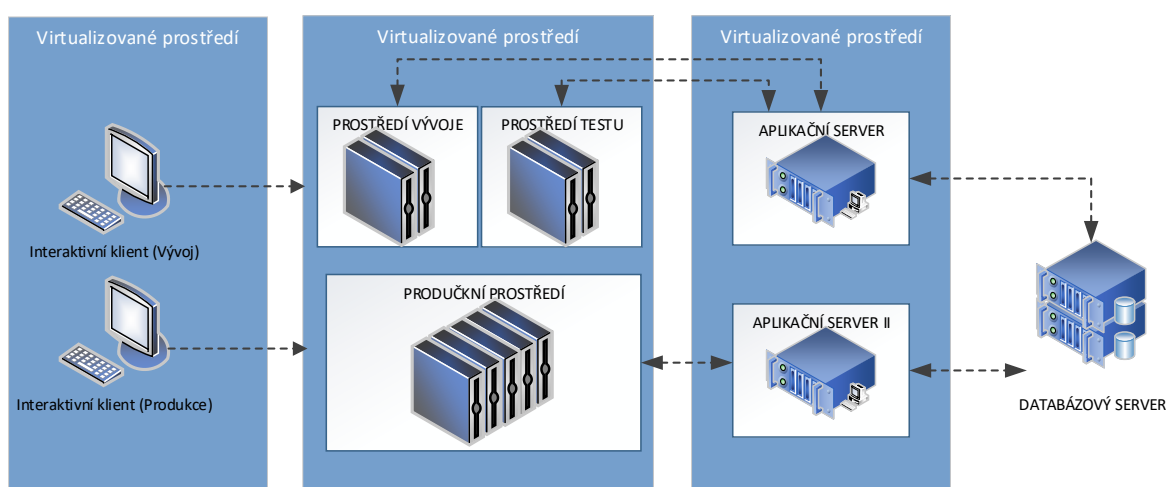 Virtualizované prostředí
Virtualizované prostředí
Virtualizované prostředí
PROSTŘEDÍ VÝVOJE
PROSTŘEDÍ TESTU
APLIKAČNÍ SERVER
Interaktivní klient (Vývoj)
PRODUČKNÍ PROSTŘEDÍ
APLIKAČNÍ SERVER II
Interaktivní klient (Produkce)
DATABÁZOVÝ SERVER